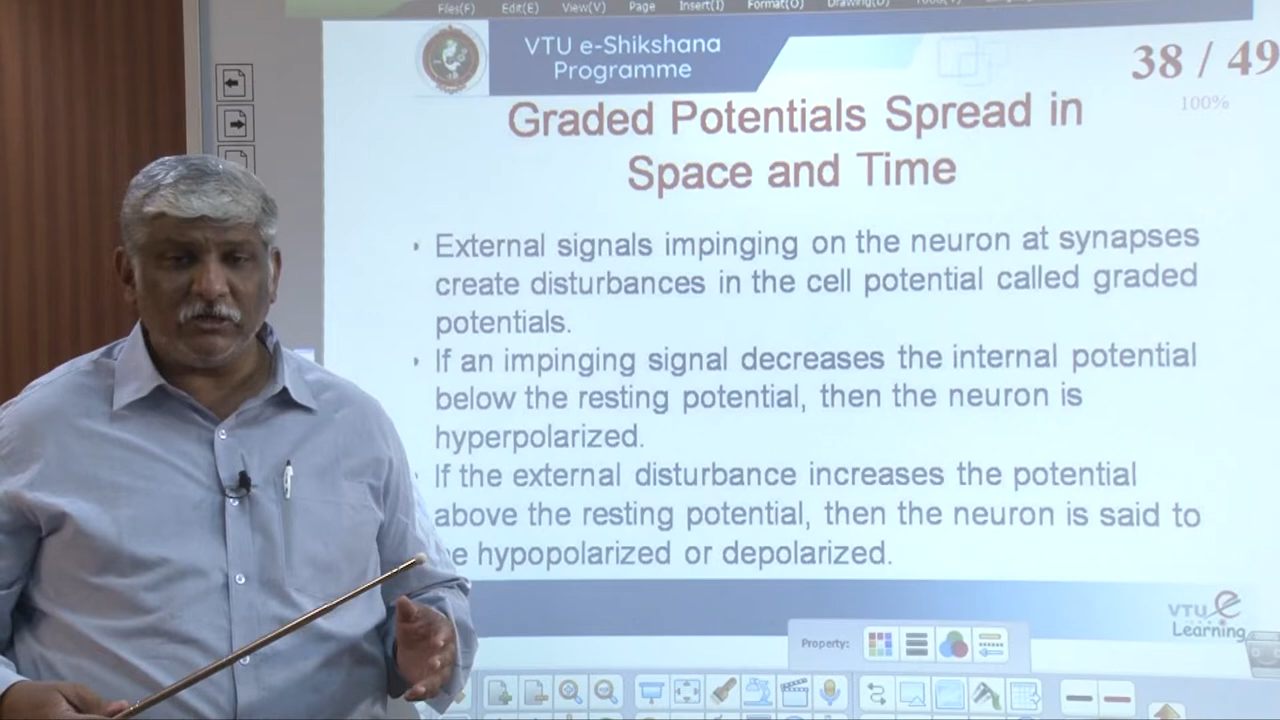 Files(F) Edit(E) View(V) Page Insert(I) Format(O) Drawing(D)
VTU e-Shikshana
Programme
38 / 49
100%
Graded Potentials Spread in
Space and Time
• External signals impinging on the neuron at synapses
create disturbances in the cell potential called graded
potentials.
• If an impinging signal decreases the internal potential
below the resting potential, then the neuron is
hyperpolarized.
If the external disturbance increases the potential
above the resting potential, then the neuron is said to
e hypopolarized or depolarized.
VTU e
Learning
Property: